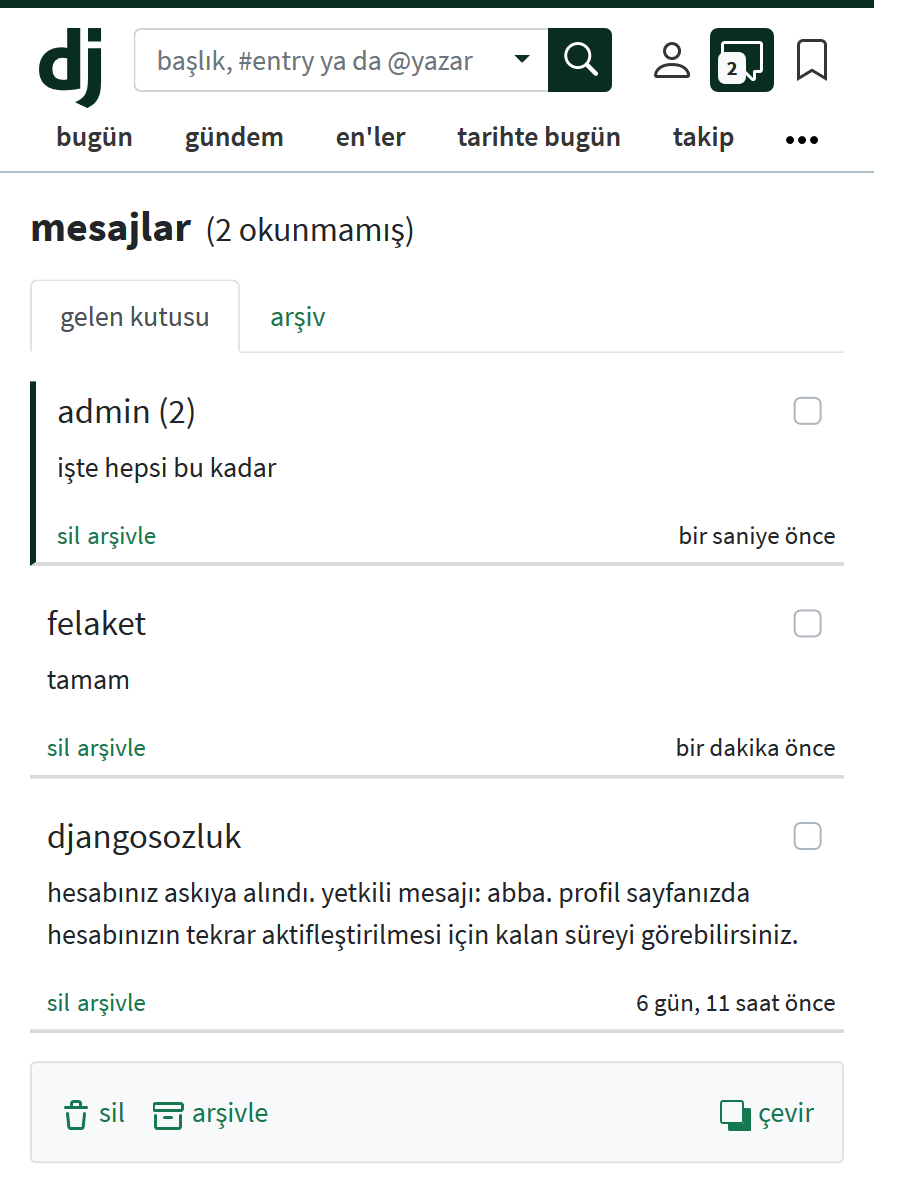 dj
başlık, #entry ya da @yazar
2
bugün gündem en'ler tarihte bugün takip
mesajlar (2 okunmamış)
gelen kutusu arşiv
admin (2)
işte hepsi bu kadar
sil arşivle bir saniye önce
felaket
tamam
sil arşivle bir dakika önce
djangosozluk
hesabınız askıya alındı. yetkili mesajı: abba. profil sayfanızda
hesabınızın tekrar aktifleştirilmesi için kalan süreyi görebilirsiniz.
sil arşivle 6 gün, 11 saat önce
sil arşivle çevir